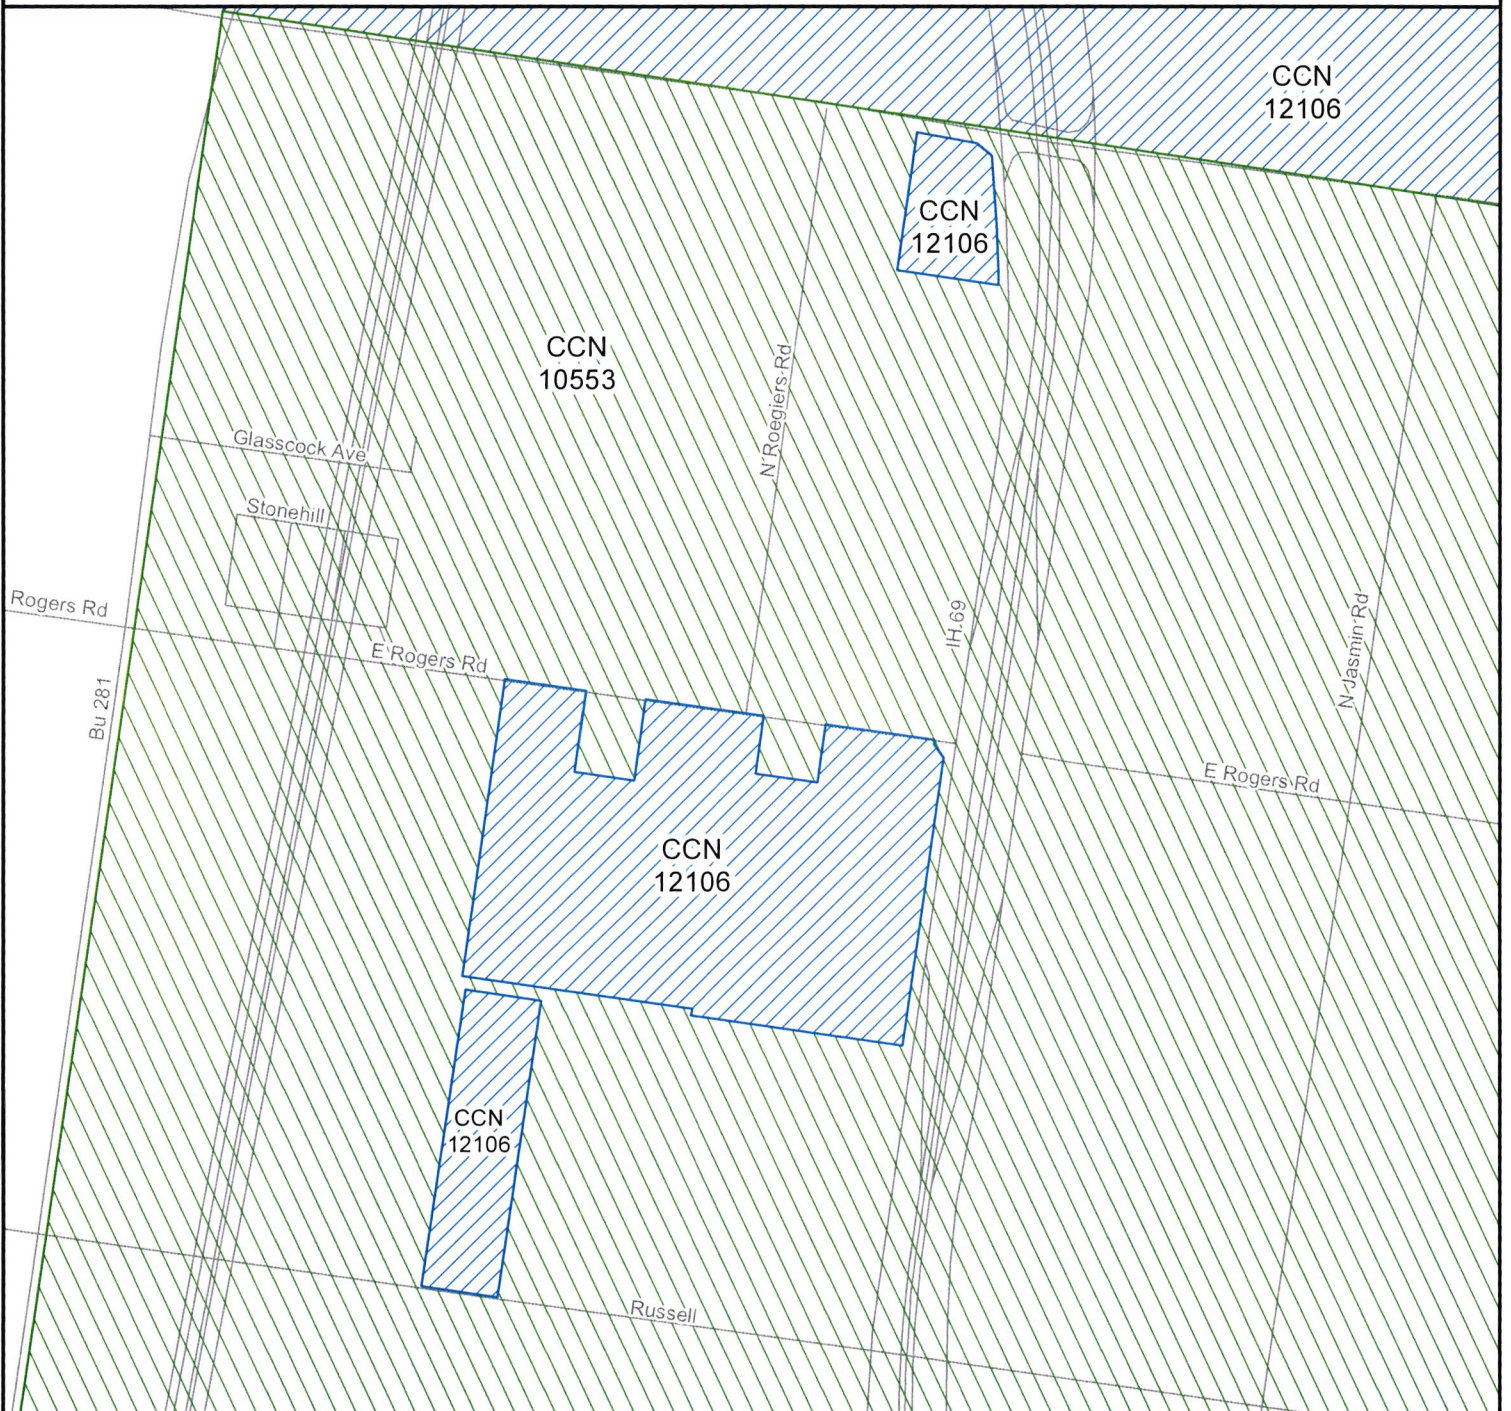 CCN
12106
CCN
12106
CCN
10553
N Roegiers Rd
Glasscock Ave
Stonehill
Rogers Rd
E Rogers Rd
IH 69
N Jasmin Rd
Bu 281
E Rogers Rd
CCN
12106
CCN
12106
Russell